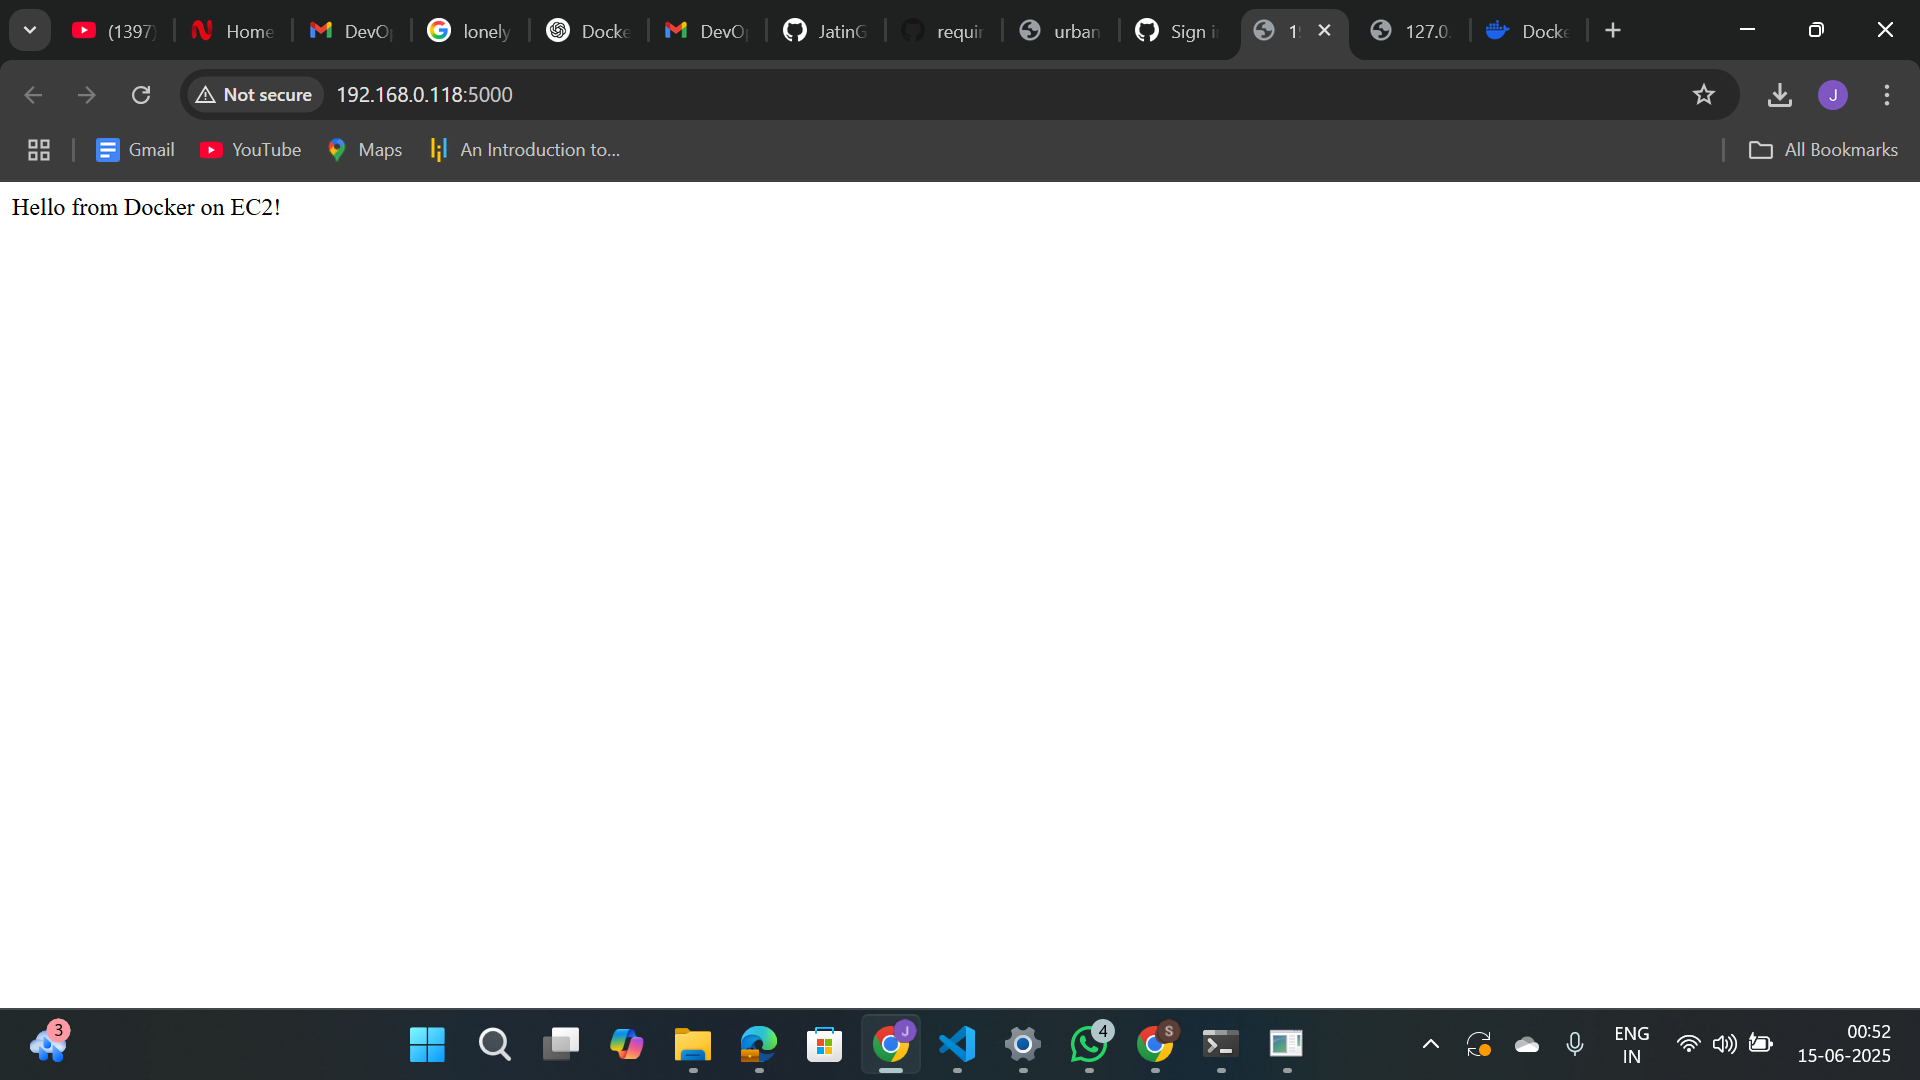 (1397)
Home
DevO
lonely
Docke
DevO
JatinG
requir
urban
Sign i
127.0.
Docke
Not secure
192.168.0.118:5000
J
Gmail
YouTube
Maps
An Introduction to...
All Bookmarks
Hello from Docker on EC2!
3
J
4
S
ENG
IN
00:52
15-06-2025